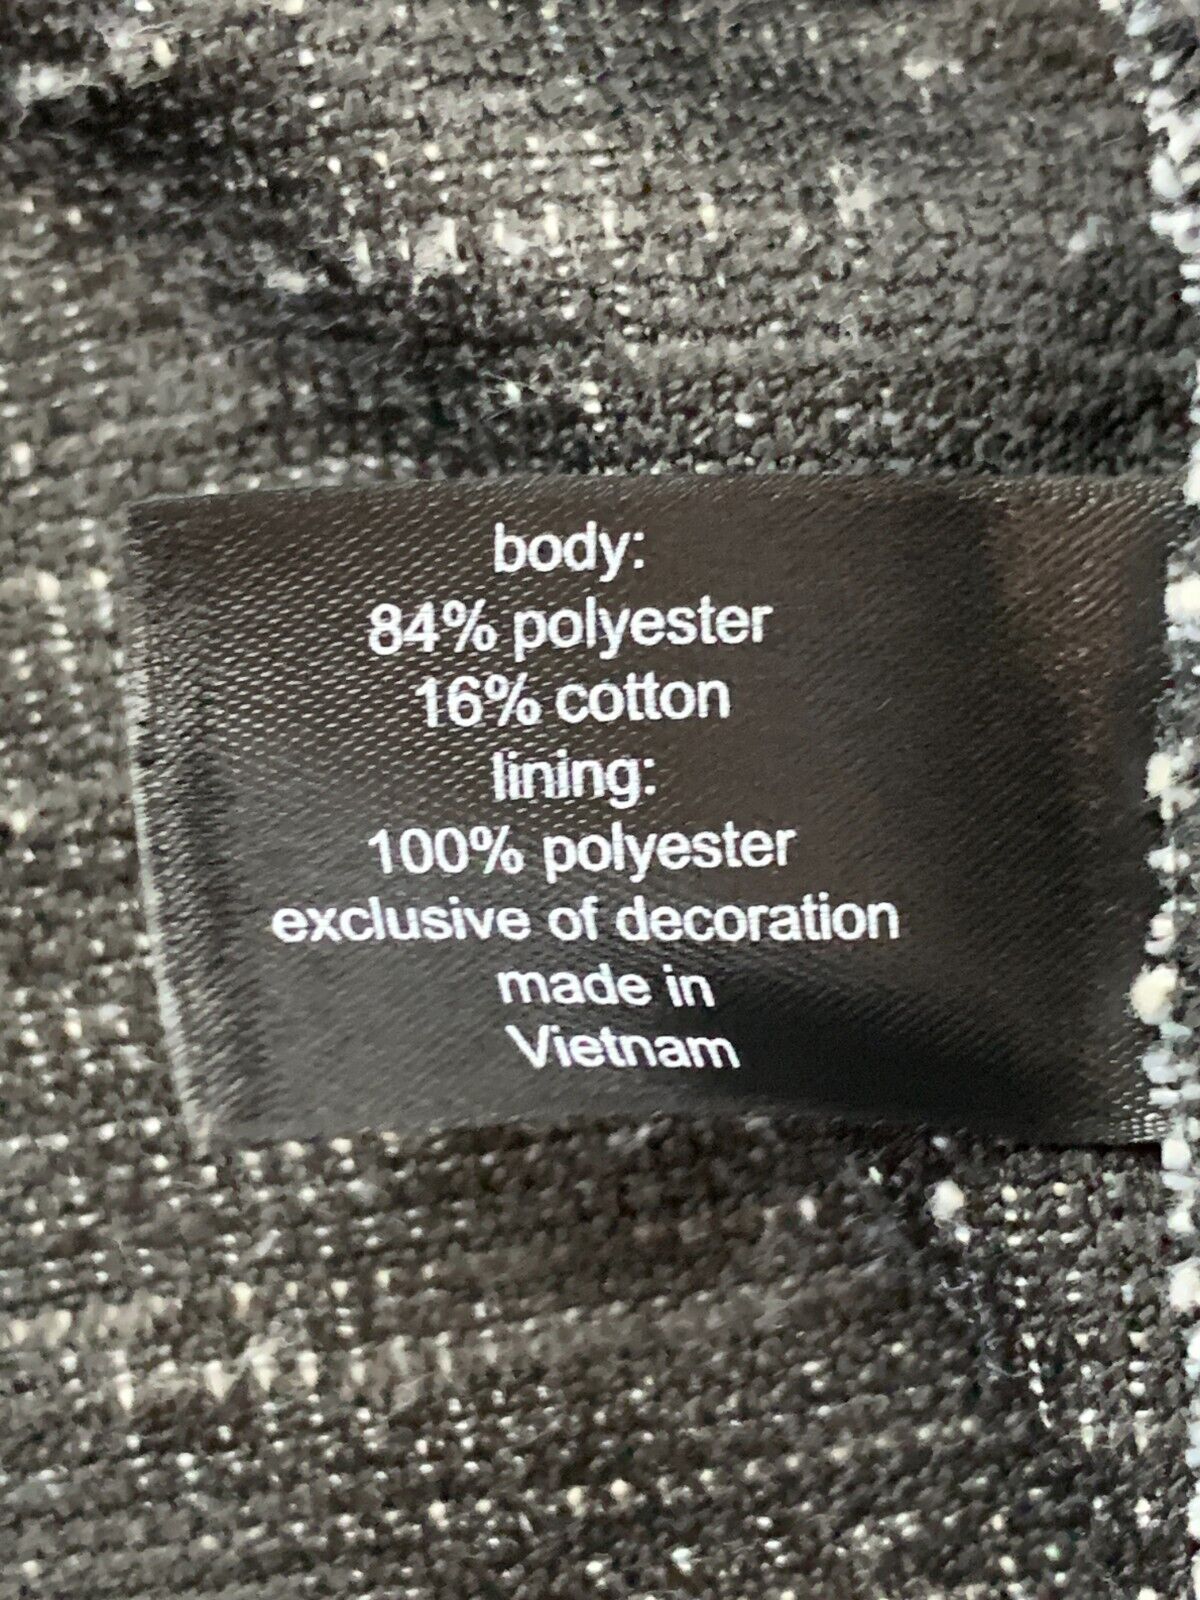 body:
84% polyester
16% cotton
lining:
100% polyester
exclusive of decoration
made in
Vietnam